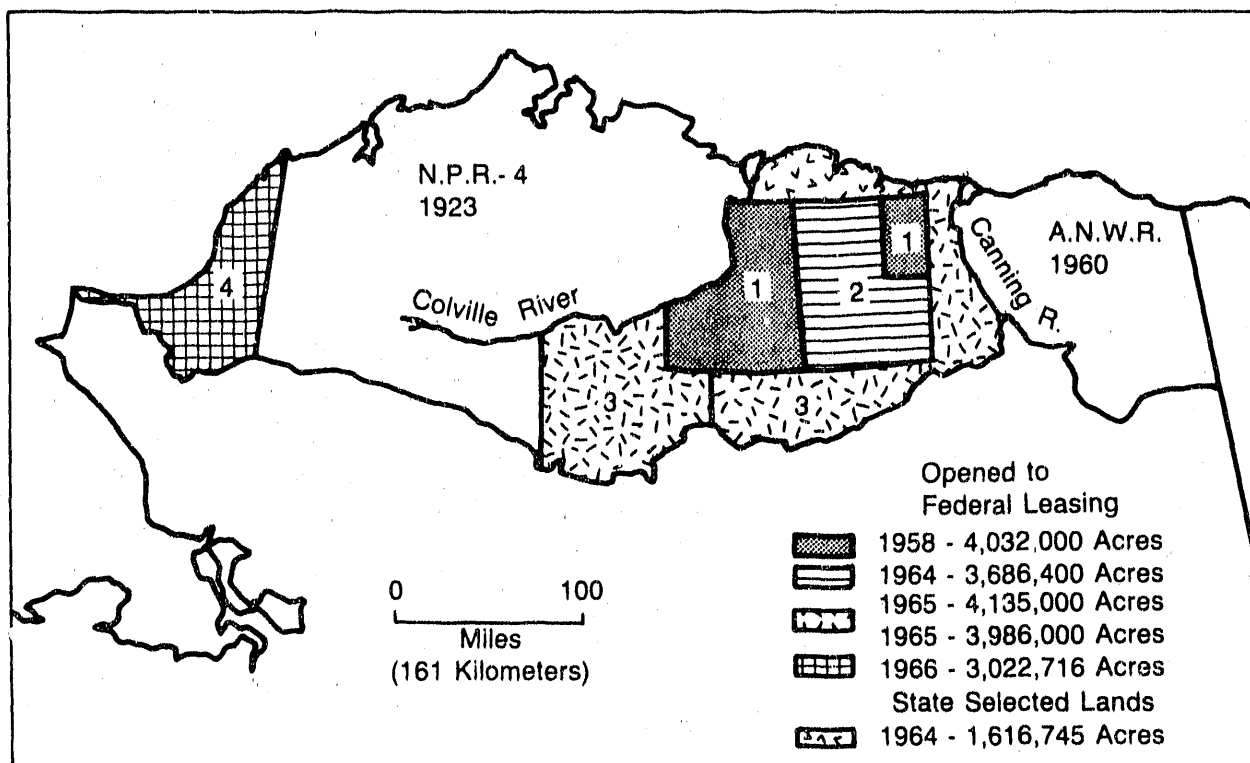 N.P.R.- 4
1923
A.N.W.R.
1960
Canning R.
Colville River
4
1
2
1
3
3
Opened to
Federal Leasing
1958 - 4,032,000 Acres
1964 - 3,686,400 Acres
1965 - 4,135,000 Acres
1965 - 3,986,000 Acres
1966 - 3,022,716 Acres
State Selected Lands
1964 - 1,616,745 Acres
0 100
Miles
(161 Kilometers)